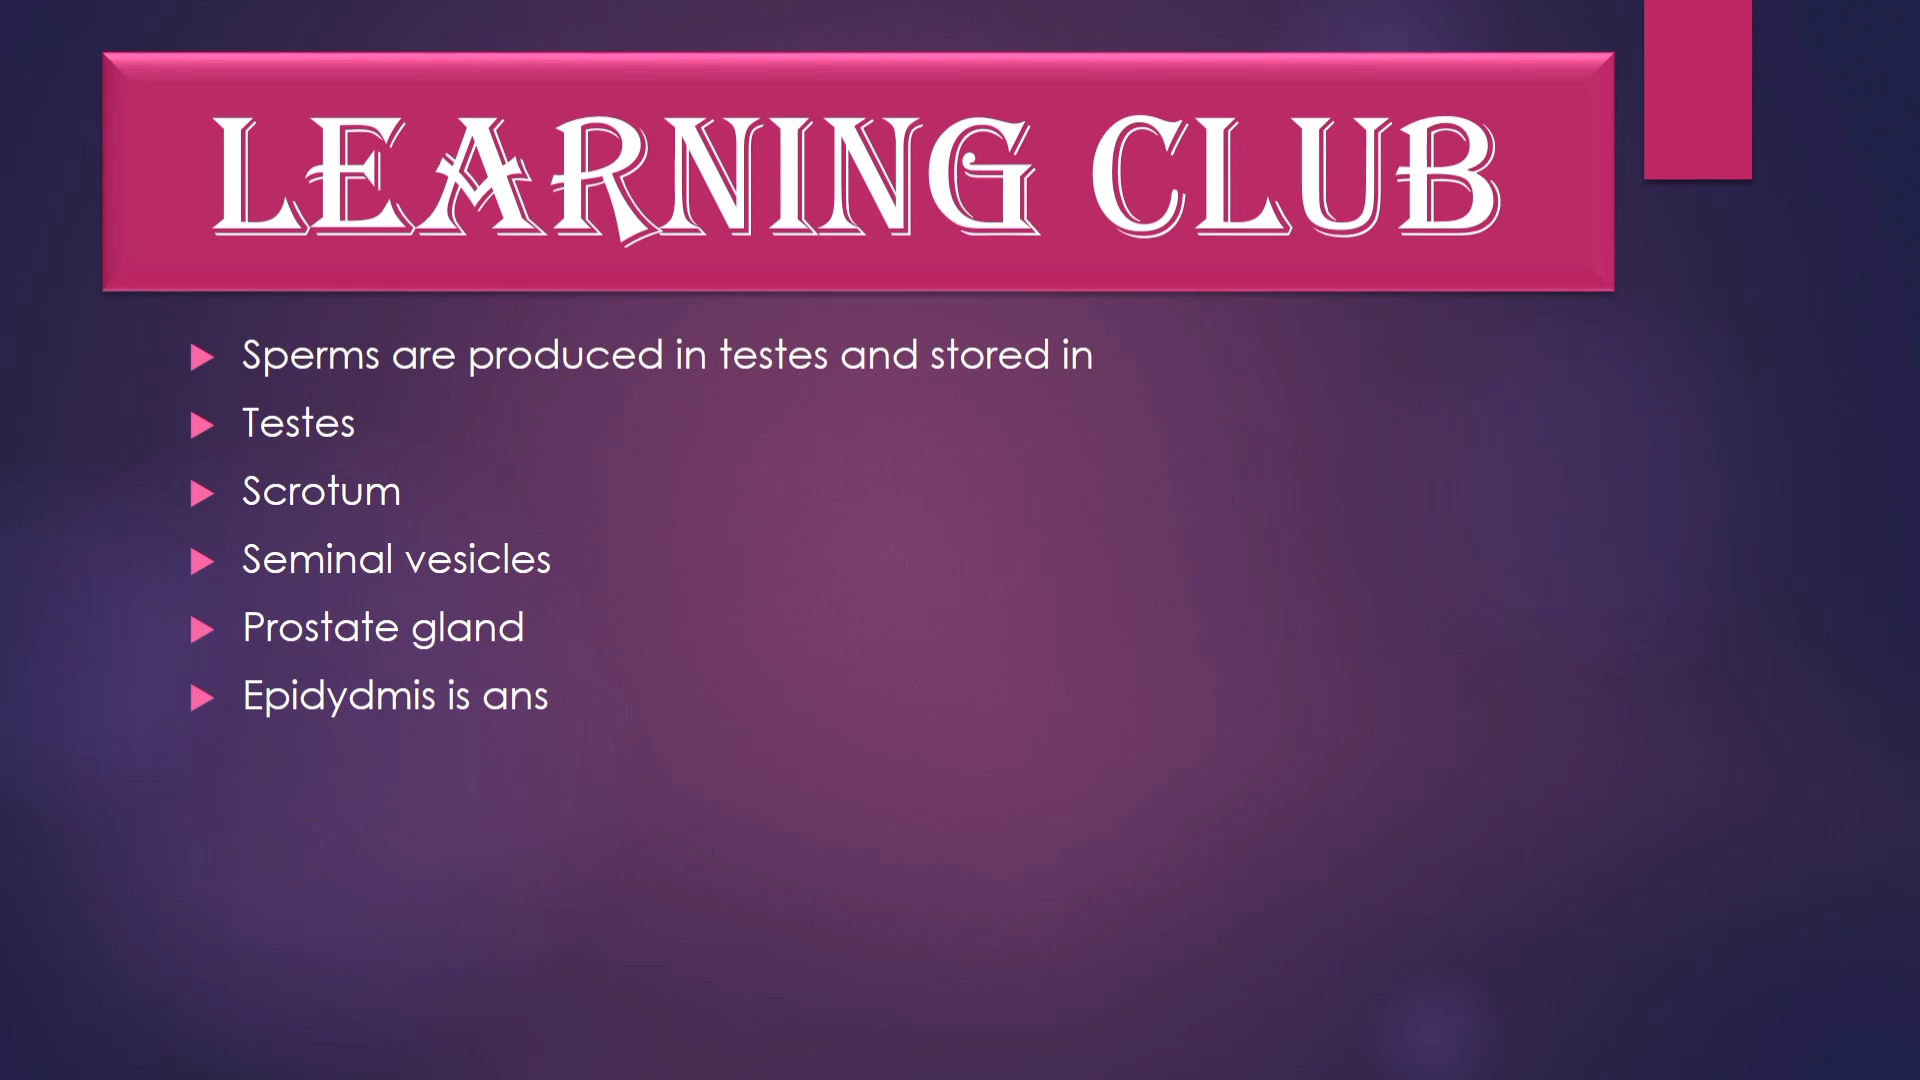 LEARNING CLUB
Sperms are produced in testes and stored in
Testes
Scrotum
Seminal vesicles
Prostate gland
Epidydmis is ans